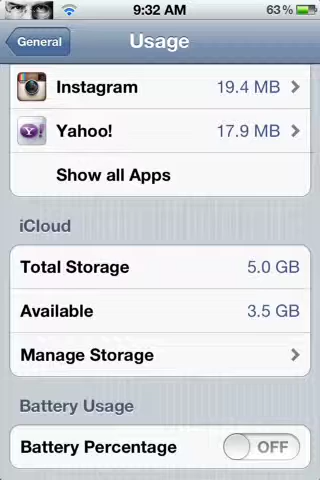 9:32 AM 63%
General Usage
Instagram 19.4 MB
Yahoo! 17.9 MB
Show all Apps
iCloud
Total Storage 5.0 GB
Available 3.5 GB
Manage Storage
Battery Usage
Battery Percentage OFF